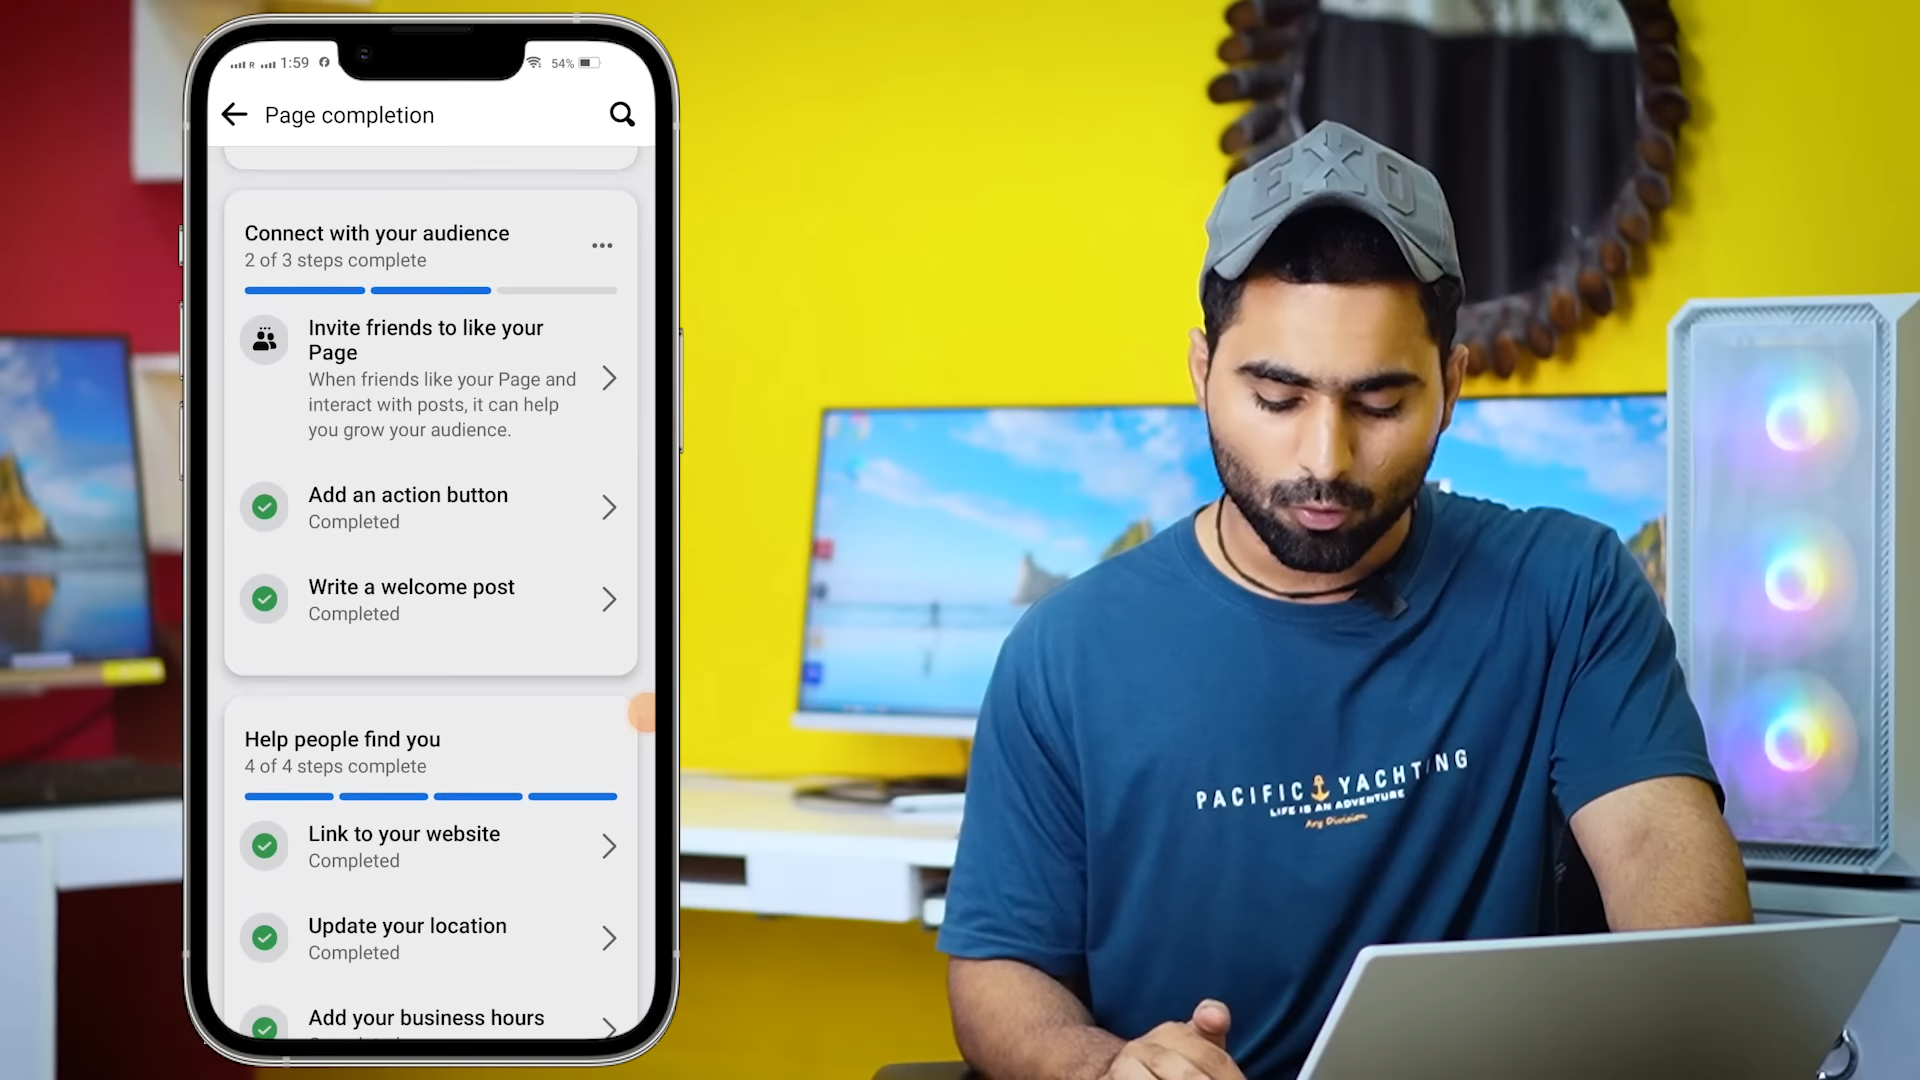 R 1:59 54%
Page completion
Connect with your audience
2 of 3 steps complete
Invite friends to like your
Page
When friends like your Page and
interact with posts, it can help
you grow your audience.
Add an action button
Completed
Write a welcome post
Completed
Help people find you
4 of 4 steps complete
Link to your website
Completed
Update your location
Completed
Add your business hours
EXO
PACIFIC YACHTING
LIFE IS AN ADVENTURE
Any Division